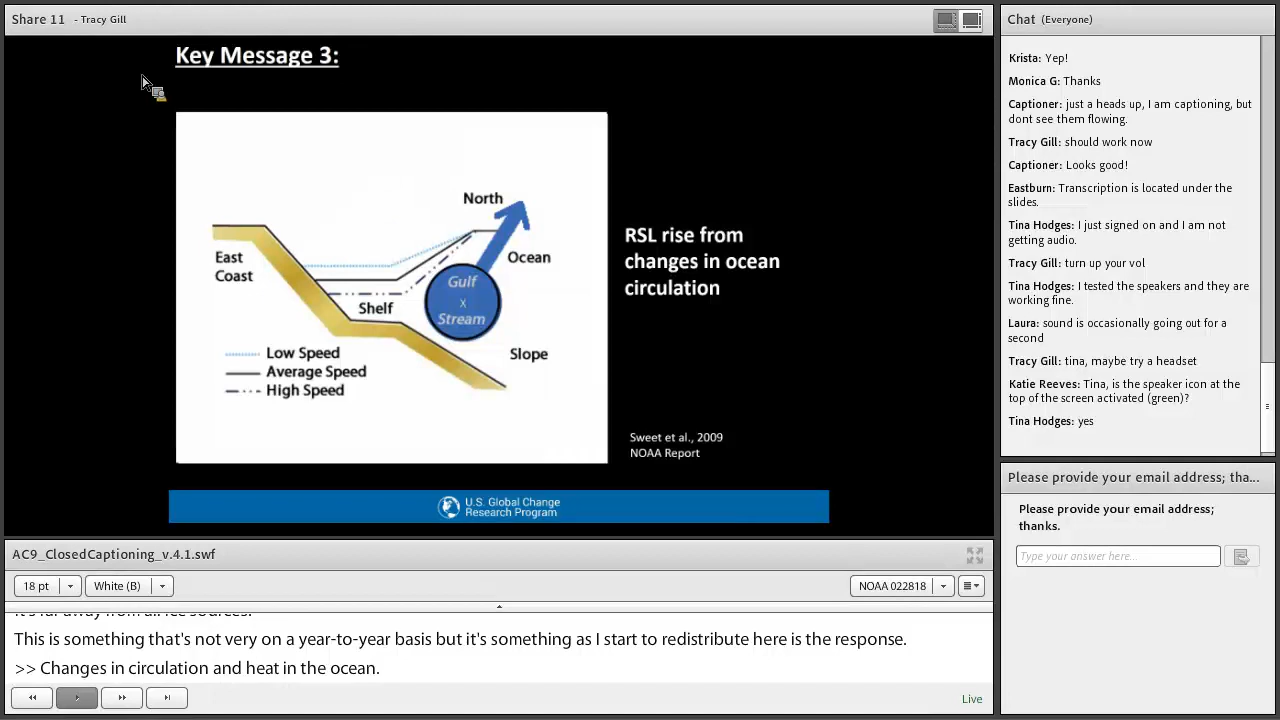 Share 11 - Tracy Gill
Key Message 3:
North
East
Coast
Ocean
Gulf
x
Stream
Shelf
Slope
Low Speed
Average Speed
High Speed
RSL rise from
changes in ocean
circulation
Sweet et al., 2009
NOAA Report
U.S. Global Change
Research Program
AC9_ClosedCaptioning_v.4.1.swf
18 pt
White (B)
NOAA 022818
It's far away from all ice sources.
This is something that's not very on a year-to-year basis but it's something as I start to redistribute here is the response.
>> Changes in circulation and heat in the ocean.
Live
Chat (Everyone)
Krista: Yep!
Monica G: Thanks
Captioner: just a heads up, I am captioning, but
dont see them flowing.
Tracy Gill: should work now
Captioner: Looks good!
Eastburn: Transcription is located under the
slides.
Tina Hodges: I just signed on and I am not
getting audio.
Tracy Gill: turn up your vol
Tina Hodges: I tested the speakers and they are
working fine.
Laura: sound is occasionally going out for a
second
Tracy Gill: tina, maybe try a headset
Katie Reeves: Tina, is the speaker icon at the
top of the screen activated (green)?
Tina Hodges: yes
Please provide your email address; tha...
Please provide your email address;
thanks.
Type your answer here...